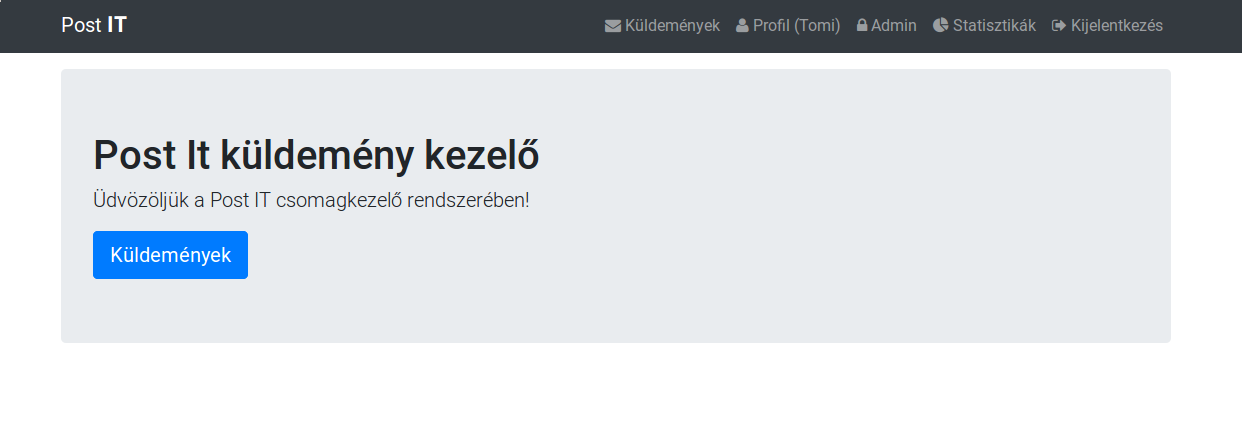 Post IT
Küldemények Profil (Tomi) Admin Statisztikák Kijelentkezés
Post It küldemény kezelő
Üdvözöljük a Post IT csomagkezelő rendszerében!
Küldemények